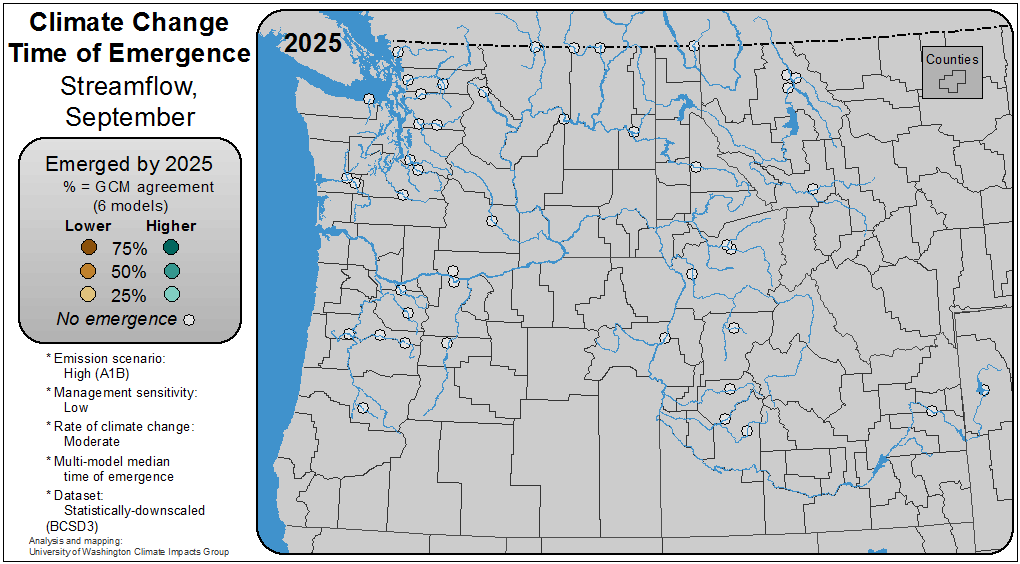 Climate Change
Time of Emergence
Streamflow,
September
2025
Counties
Emerged by 2025
% = GCM agreement
(6 models)
Lower Higher
75%
50%
25%
No emergence
* Emission scenario:
High (A1B)
* Management sensitivity:
Low
* Rate of climate change:
Moderate
* Multi-model median
time of emergence
* Dataset:
Statistically-downscaled
(BCSD3)
Analysis and mapping:
University of Washington Climate Impacts Group